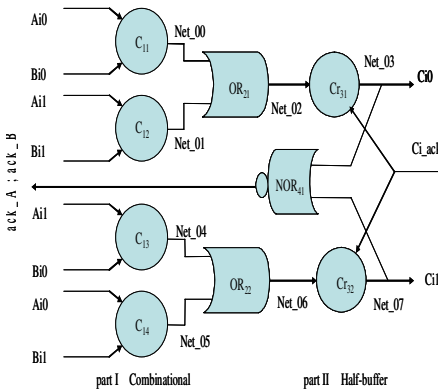 Ai0
Net_00
C11
Bi0
Net_03
Ci0
OR21
Cr31
Ai1
Net_02
C12
Net_01
Bi1
Ci_ack
ack_A ; ack_B
NOR41
Ai1
Net_04
C13
Bi0
Ai0
OR22
Cr32
Ci1
Net_06
Net_07
C14
Net_05
Bi1
part I Combinational
part II Half-buffer